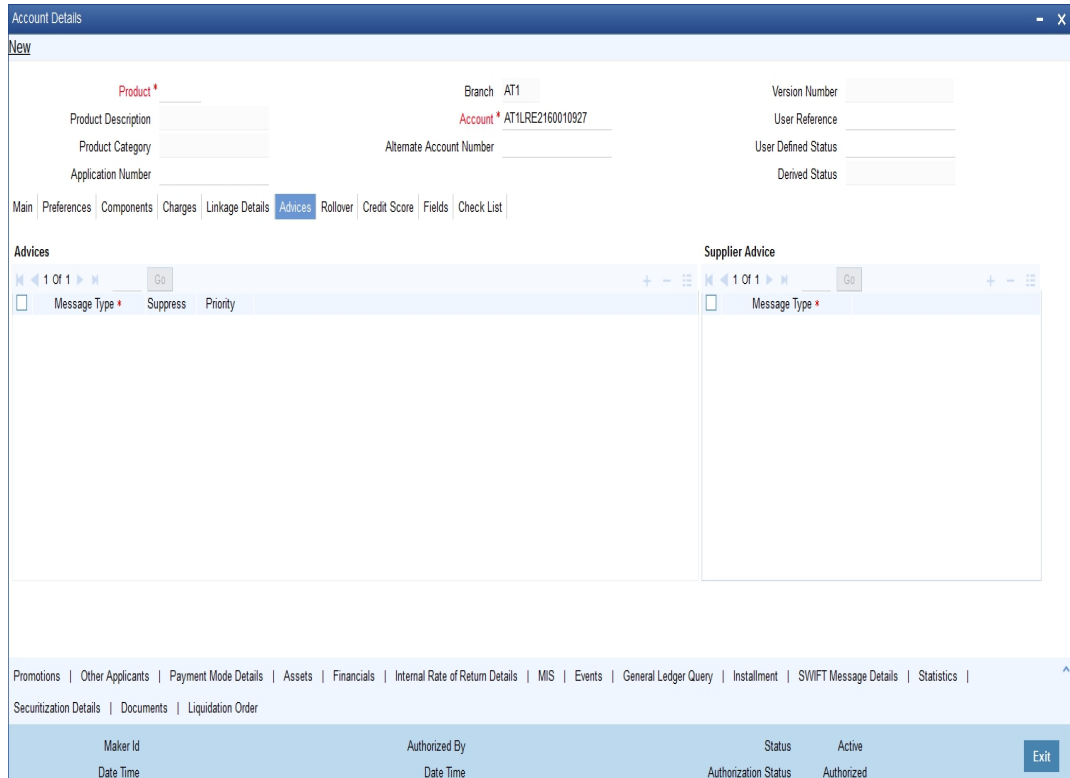 Account Details - X
New
Product * Branch AT1 Version Number
Product Description Account * AT1LRE2160010927 User Reference
Product Category Alternate Account Number User Defined Status
Application Number Derived Status
Main Preferences Components Charges Linkage Details Advices Rollover Credit Score Fields Check List
Advices Supplier Advice
1 Of 1 Go + - 1 Of 1 Go + -
Message Type * Suppress Priority Message Type *
Promotions | Other Applicants | Payment Mode Details | Assets | Financials | Internal Rate of Return Details | MIS | Events | General Ledger Query | Installment | SWIFT Message Details | Statistics |
Securitization Details | Documents | Liquidation Order
Maker Id Authorized By Status Active
Exit
Date Time Date Time Authorization Status Authorized